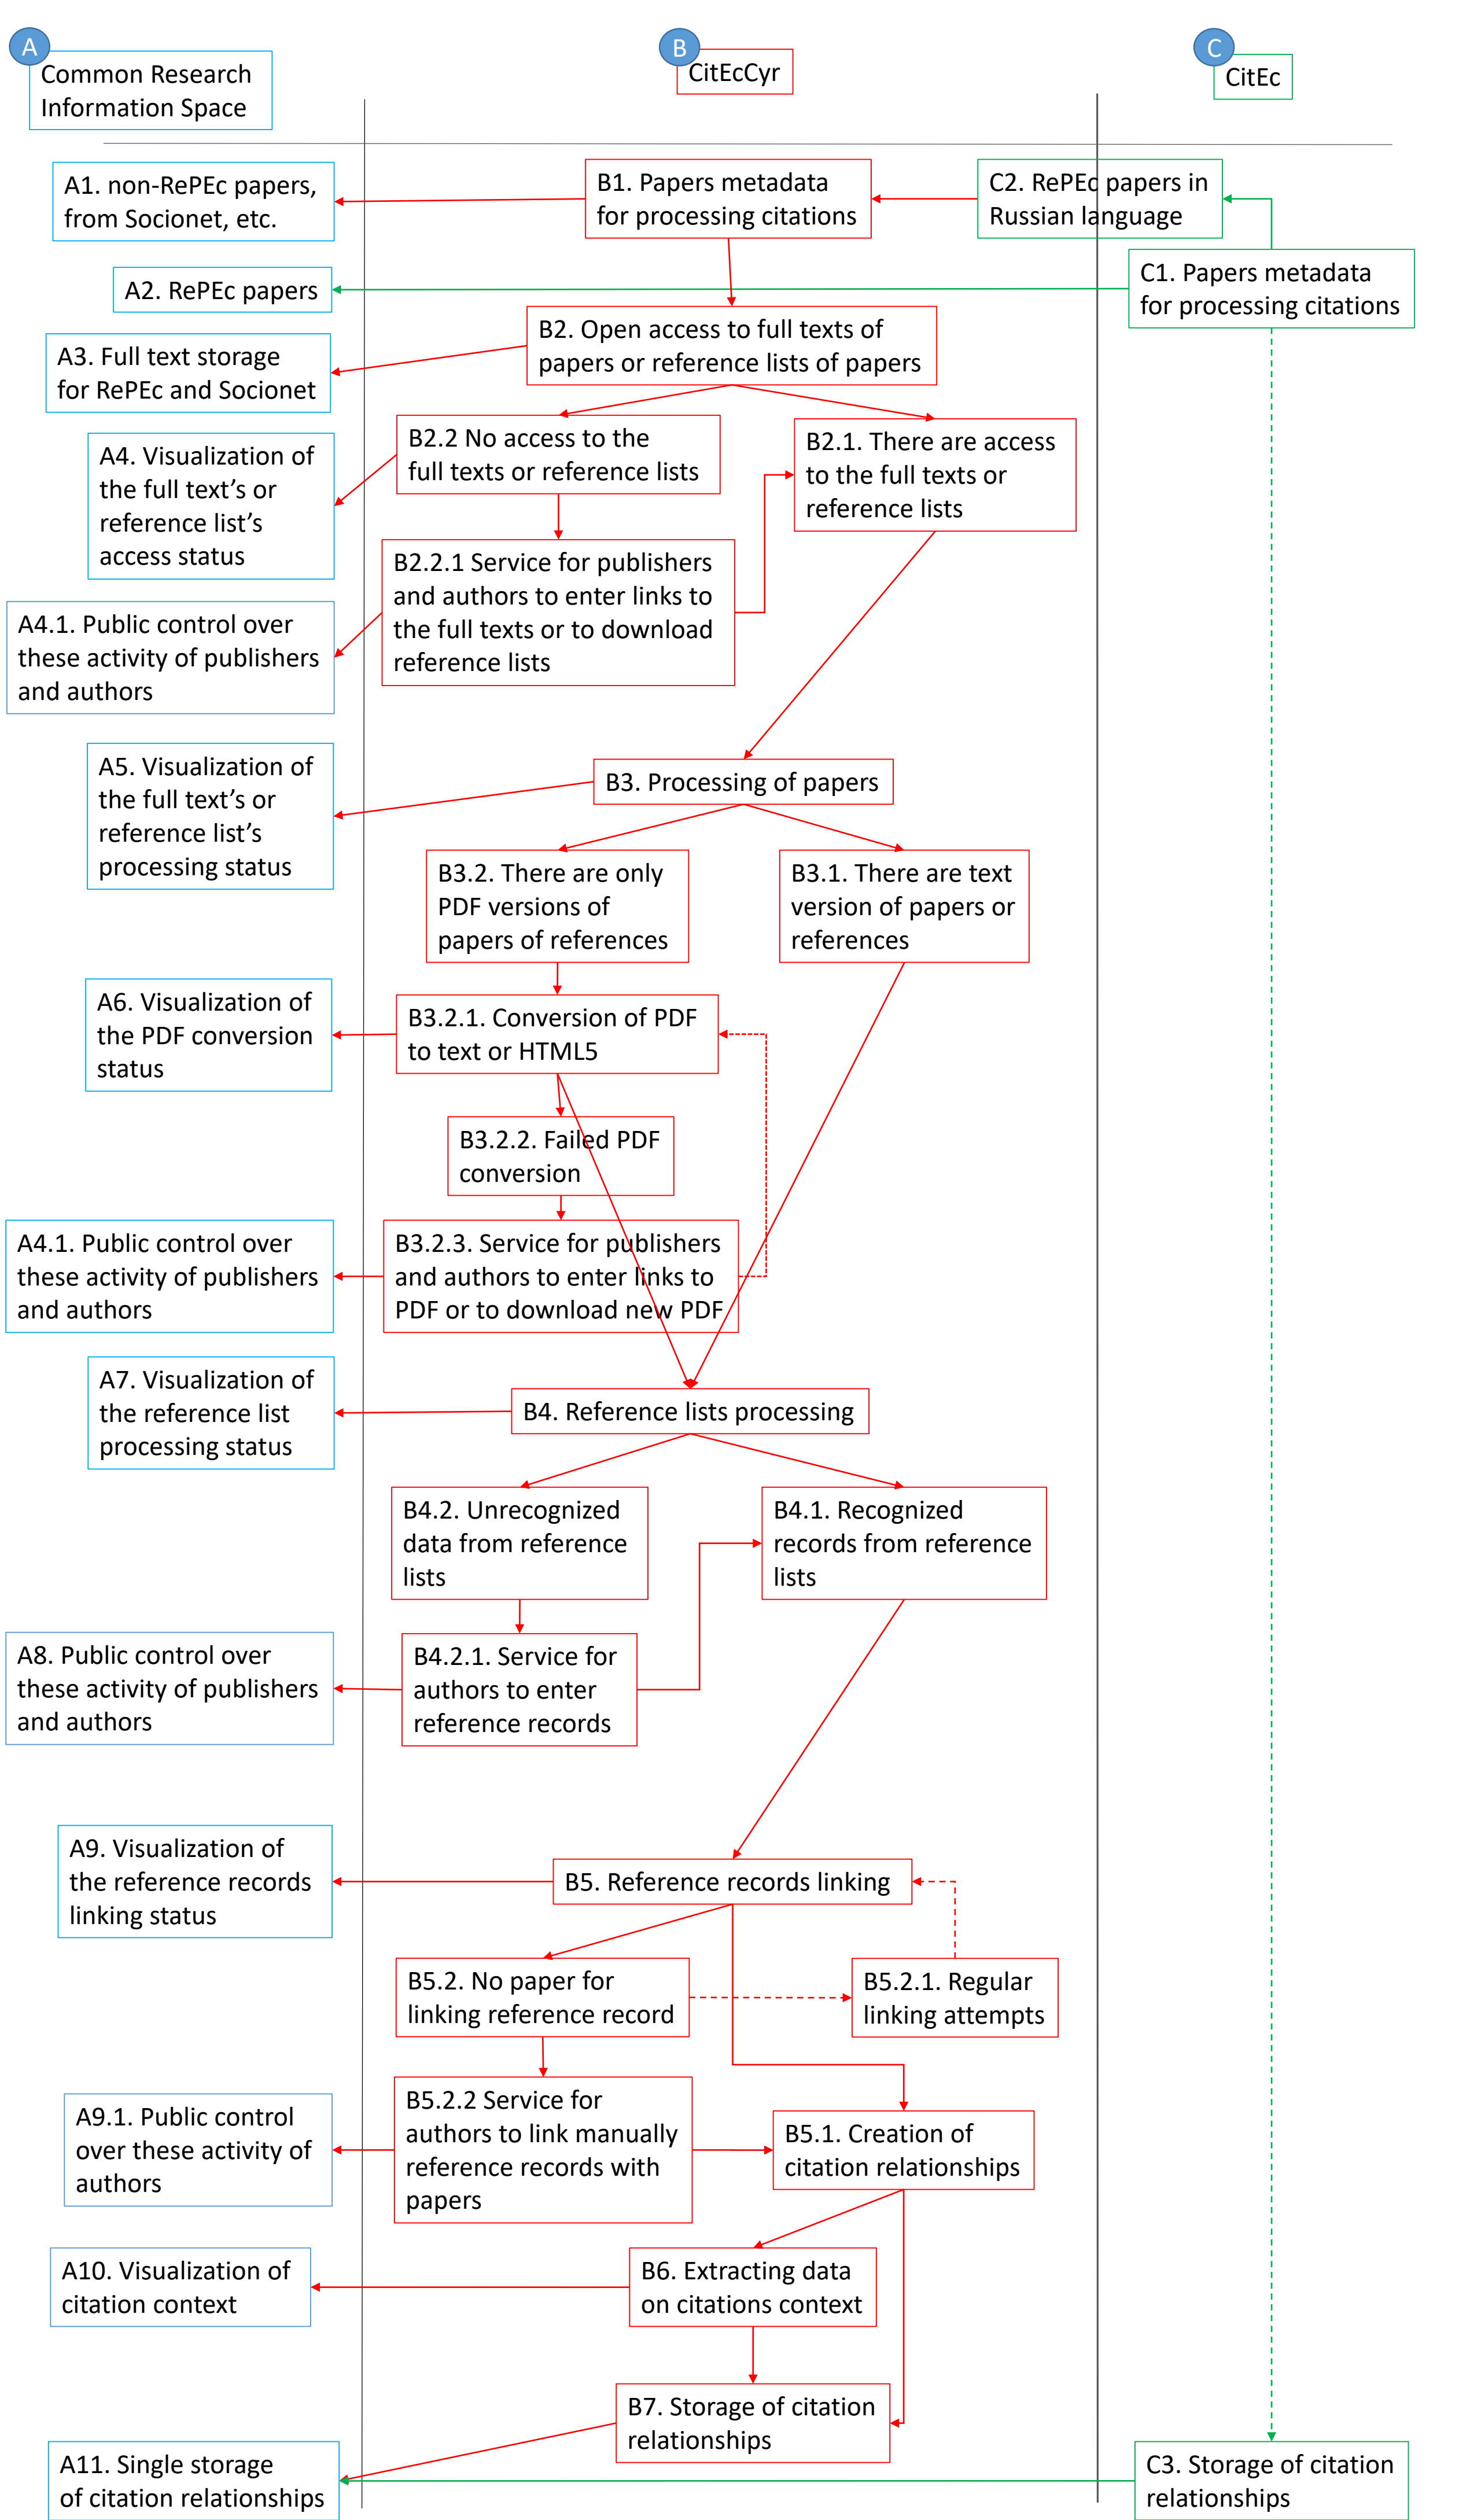 A
Common Research
Information Space
B
CitEcCyr
C
CitEc
A1. non-RePEc papers,
from Socionet, etc.
B1. Papers metadata
for processing citations
C2. RePEc papers in
Russian language
A2. RePEc papers
C1. Papers metadata
for processing citations
A3. Full text storage
for RePEc and Socionet
B2. Open access to full texts of
papers or reference lists of papers
A4. Visualization of
the full text’s or
reference list’s
access status
B2.2 No access to the
full texts or reference lists
B2.1. There are access
to the full texts or
reference lists
A4.1. Public control over
these activity of publishers
and authors
B2.2.1 Service for publishers
and authors to enter links to
the full texts or to download
reference lists
A5. Visualization of
the full text’s or
reference list’s
processing status
B3. Processing of papers
B3.2. There are only
PDF versions of
papers of references
B3.1. There are text
version of papers or
references
A6. Visualization of
the PDF conversion
status
B3.2.1. Conversion of PDF
to text or HTML5
B3.2.2. Failed PDF
conversion
A4.1. Public control over
these activity of publishers
and authors
B3.2.3. Service for publishers
and authors to enter links to
PDF or to download new PDF
A7. Visualization of
the reference list
processing status
B4. Reference lists processing
B4.2. Unrecognized
data from reference
lists
B4.1. Recognized
records from reference
lists
A8. Public control over
these activity of publishers
and authors
B4.2.1. Service for
authors to enter
reference records
A9. Visualization of
the reference records
linking status
B5. Reference records linking
B5.2. No paper for
linking reference record
B5.2.1. Regular
linking attempts
A9.1. Public control
over these activity of
authors
B5.2.2 Service for
authors to link manually
reference records with
papers
B5.1. Creation of
citation relationships
A10. Visualization of
citation context
B6. Extracting data
on citations context
B7. Storage of citation
relationships
A11. Single storage
of citation relationships
C3. Storage of citation
relationships